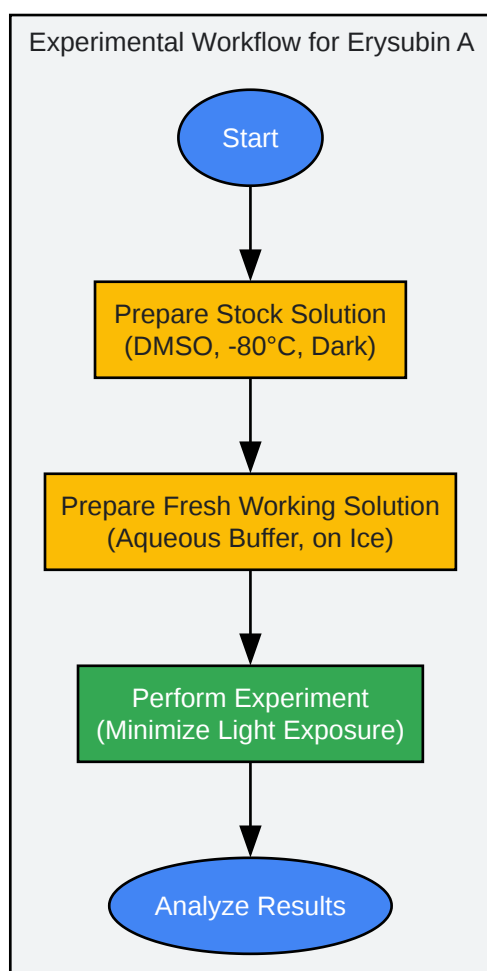 Experimental Workflow for Erysubin A
Start
Prepare Stock Solution
(DMSO, -80°C, Dark)
Prepare Fresh Working Solution
(Aqueous Buffer, on Ice)
Perform Experiment
(Minimize Light Exposure)
Analyze Results